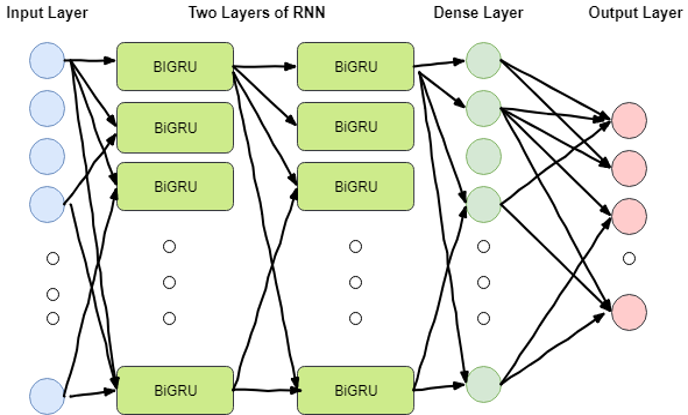 Input Layer
Two Layers of RNN
Dense Layer
Output Layer
BIGRU
BiGRU
BiGRU
BiGRU
BiGRU
BiGRU
BiGRU
BiGRU